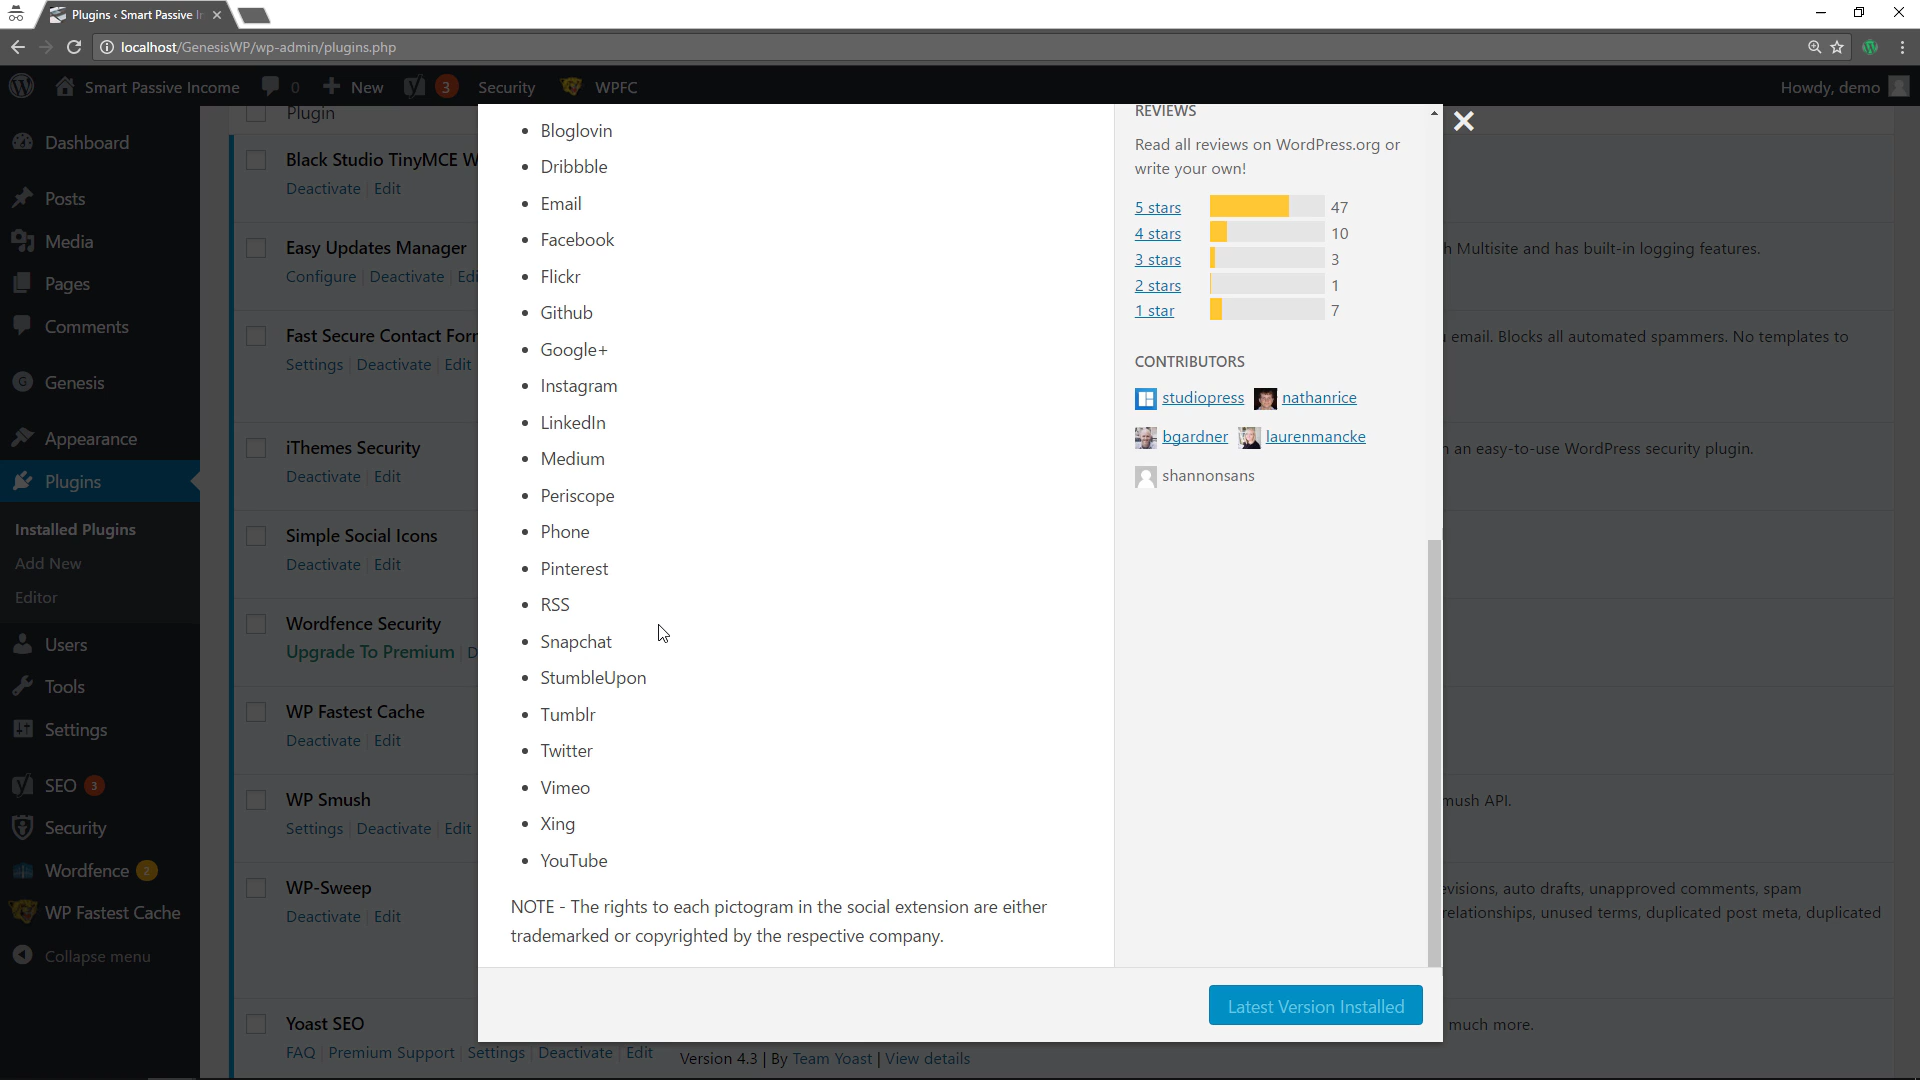 Plugins ‹ Smart Passive I
localhost/GenesisWP/wp-admin/plugins.php
Smart Passive Income
0
New
3
Security
WPFC
Howdy, demo
Dashboard
Posts
Media
Pages
Comments
Genesis
Appearance
Plugins
Installed Plugins
Add New
Editor
Users
Tools
Settings
SEO 3
Security
Wordfence 2
WP Fastest Cache
Collapse menu
Plugin
Black Studio TinyMCE W
Deactivate | Edit
Easy Updates Manager
Configure | Deactivate | Edi
Fast Secure Contact For
Settings | Deactivate | Edit
iThemes Security
Deactivate | Edit
Simple Social Icons
Deactivate | Edit
Wordfence Security
Upgrade To Premium | D
WP Fastest Cache
Deactivate | Edit
WP Smush
Settings | Deactivate | Edit
WP-Sweep
Deactivate | Edit
Yoast SEO
FAQ | Premium Support | Settings | Deactivate | Edit
Version 4.3 | By Team Yoast | View details
• Bloglovin
• Dribbble
• Email
• Facebook
• Flickr
• Github
• Google+
• Instagram
• LinkedIn
• Medium
• Periscope
• Phone
• Pinterest
• RSS
• Snapchat
• StumbleUpon
• Tumblr
• Twitter
• Vimeo
• Xing
• YouTube
NOTE - The rights to each pictogram in the social extension are either
trademarked or copyrighted by the respective company.
REVIEWS
Read all reviews on WordPress.org or
write your own!
5 stars 47
4 stars 10
3 stars 3
2 stars 1
1 star 7
CONTRIBUTORS
studiopress nathanrice
bgardner laurenmancke
shannonsans
Latest Version Installed
h Multisite and has built-in logging features.
email. Blocks all automated spammers. No templates to
an easy-to-use WordPress security plugin.
mush API.
evisions, auto drafts, unapproved comments, spam
relationships, unused terms, duplicated post meta, duplicated
much more.